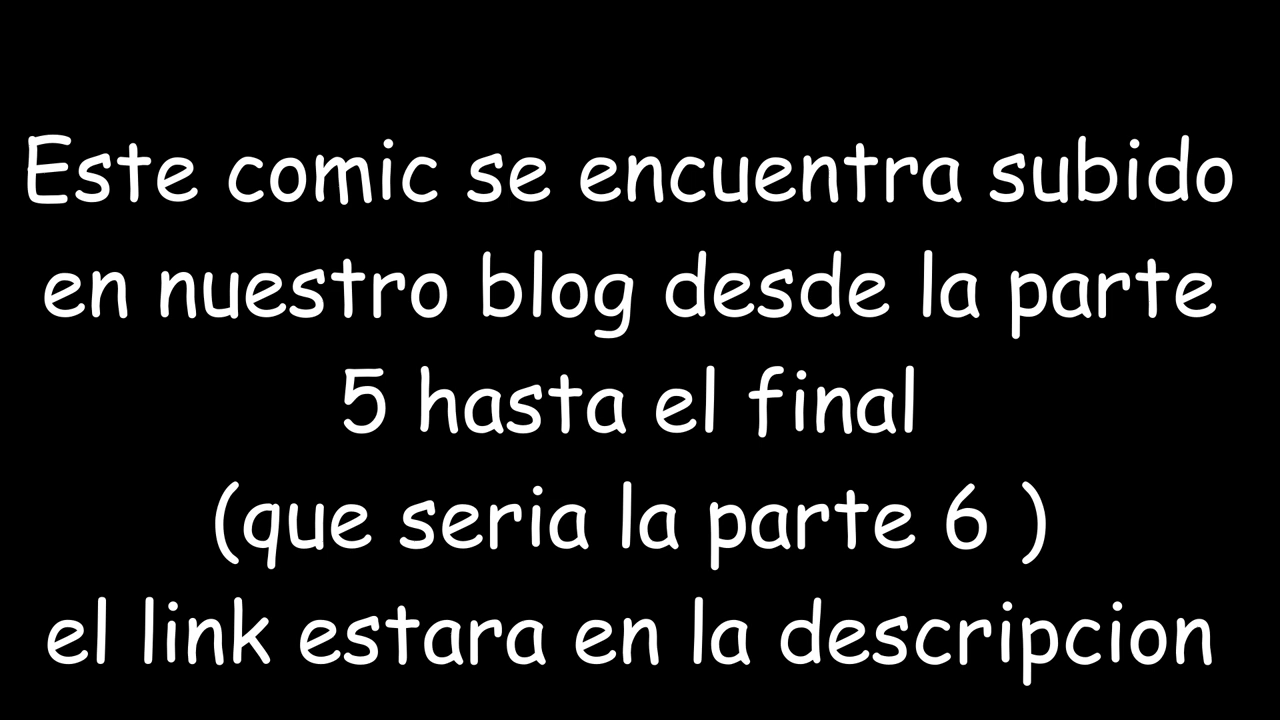 Este comic se encuentra subido
en nuestro blog desde la parte
5 hasta el final
(que seria la parte 6 )
el link estara en la descripcion